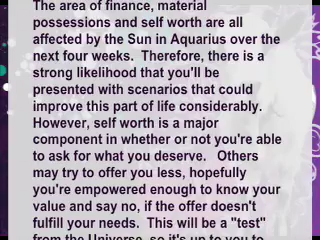 The area of finance, material
possessions and self worth are all
affected by the Sun in Aquarius over the
next four weeks.  Therefore, there is a
strong likelihood that you'll be
presented with scenarios that could
improve this part of life considerably.
However, self worth is a major
component in whether or not you're able
to ask for what you deserve.   Others
may try to offer you less, hopefully
you're empowered enough to know your
value and say no, if the offer doesn't
fulfill your needs.  This will be a "test"
from the Universe, so it's up to you to